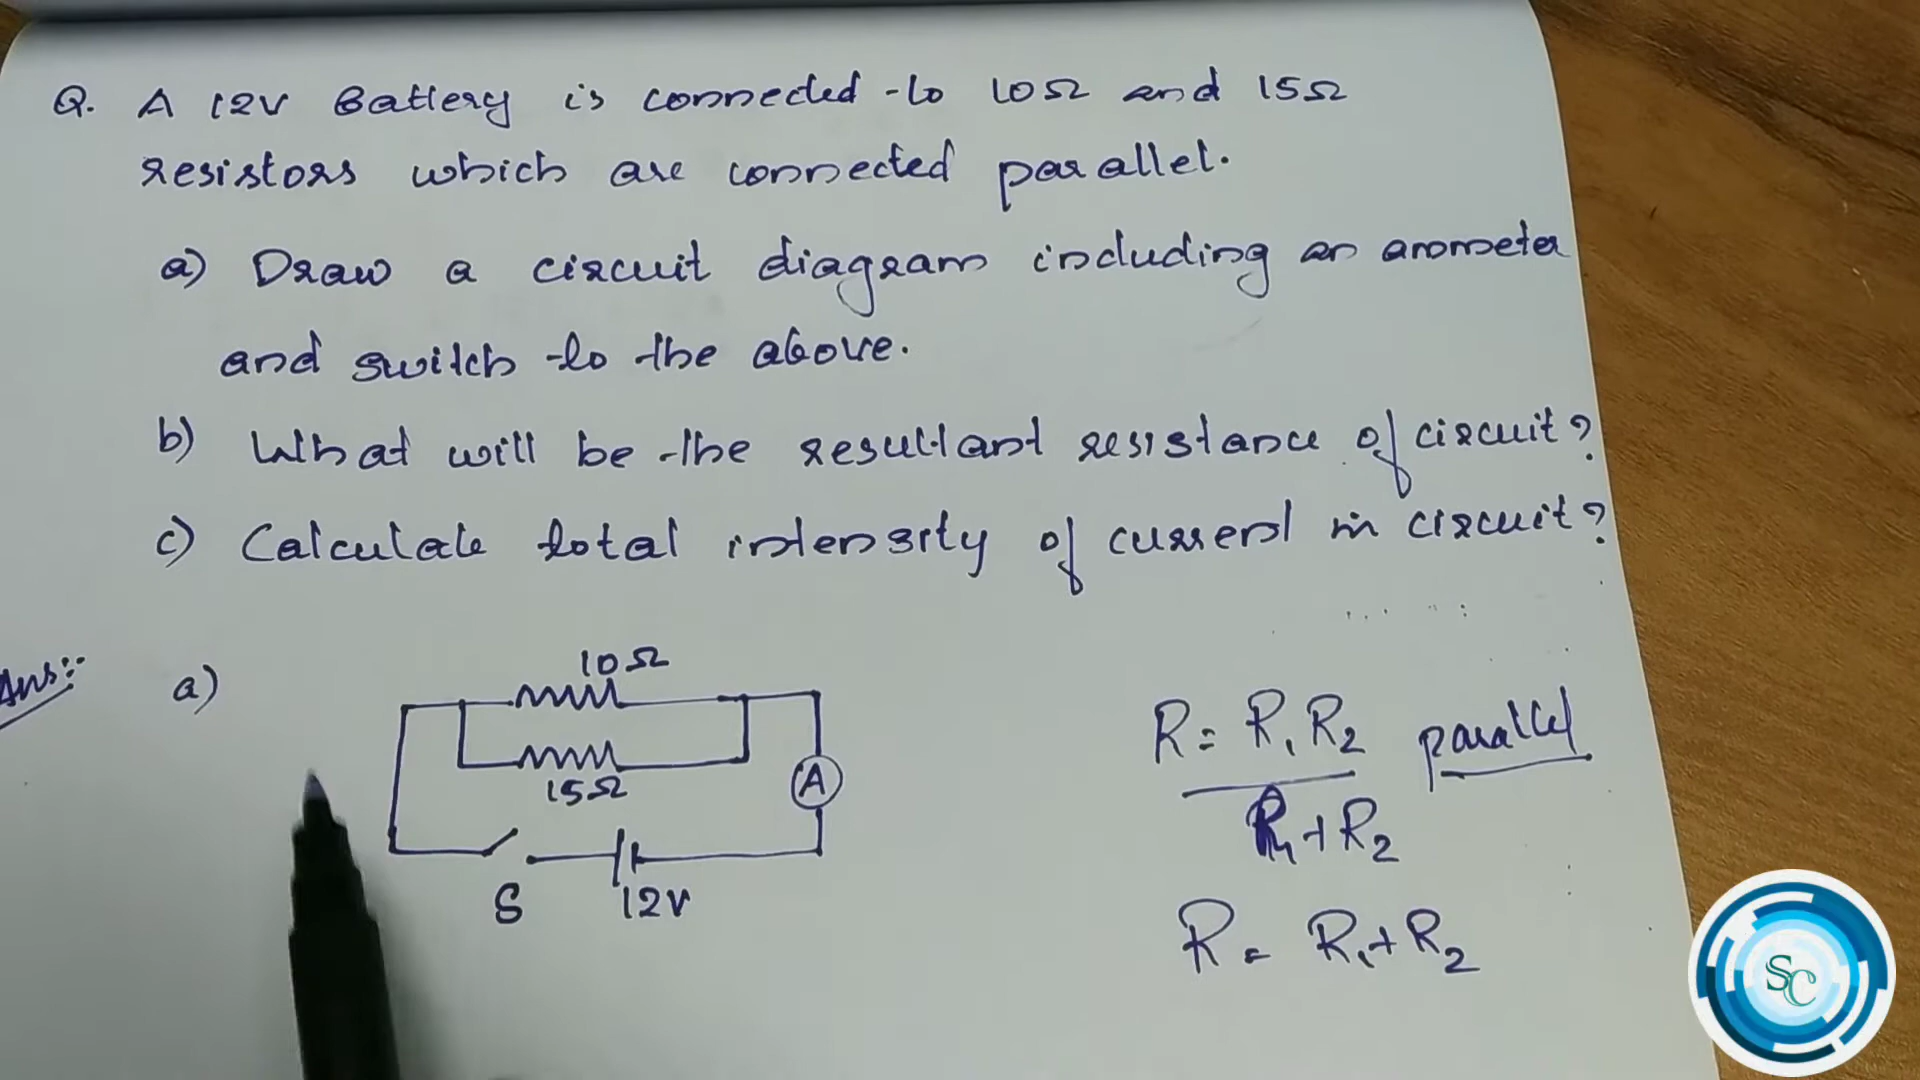 Q. A 12V Battery is connected to 10Ω and 15Ω
resistors which are connected parallel.
a) Draw a circuit diagram including an ammeter
and switch to the above.
b) What will be the resultant resistance of circuit?
c) Calculate total intensity of current in circuit?
Ans:
a)
10Ω
15Ω
A
S
12V
R = R1 R2 parallel
R1 + R2
R = R1 + R2
SC